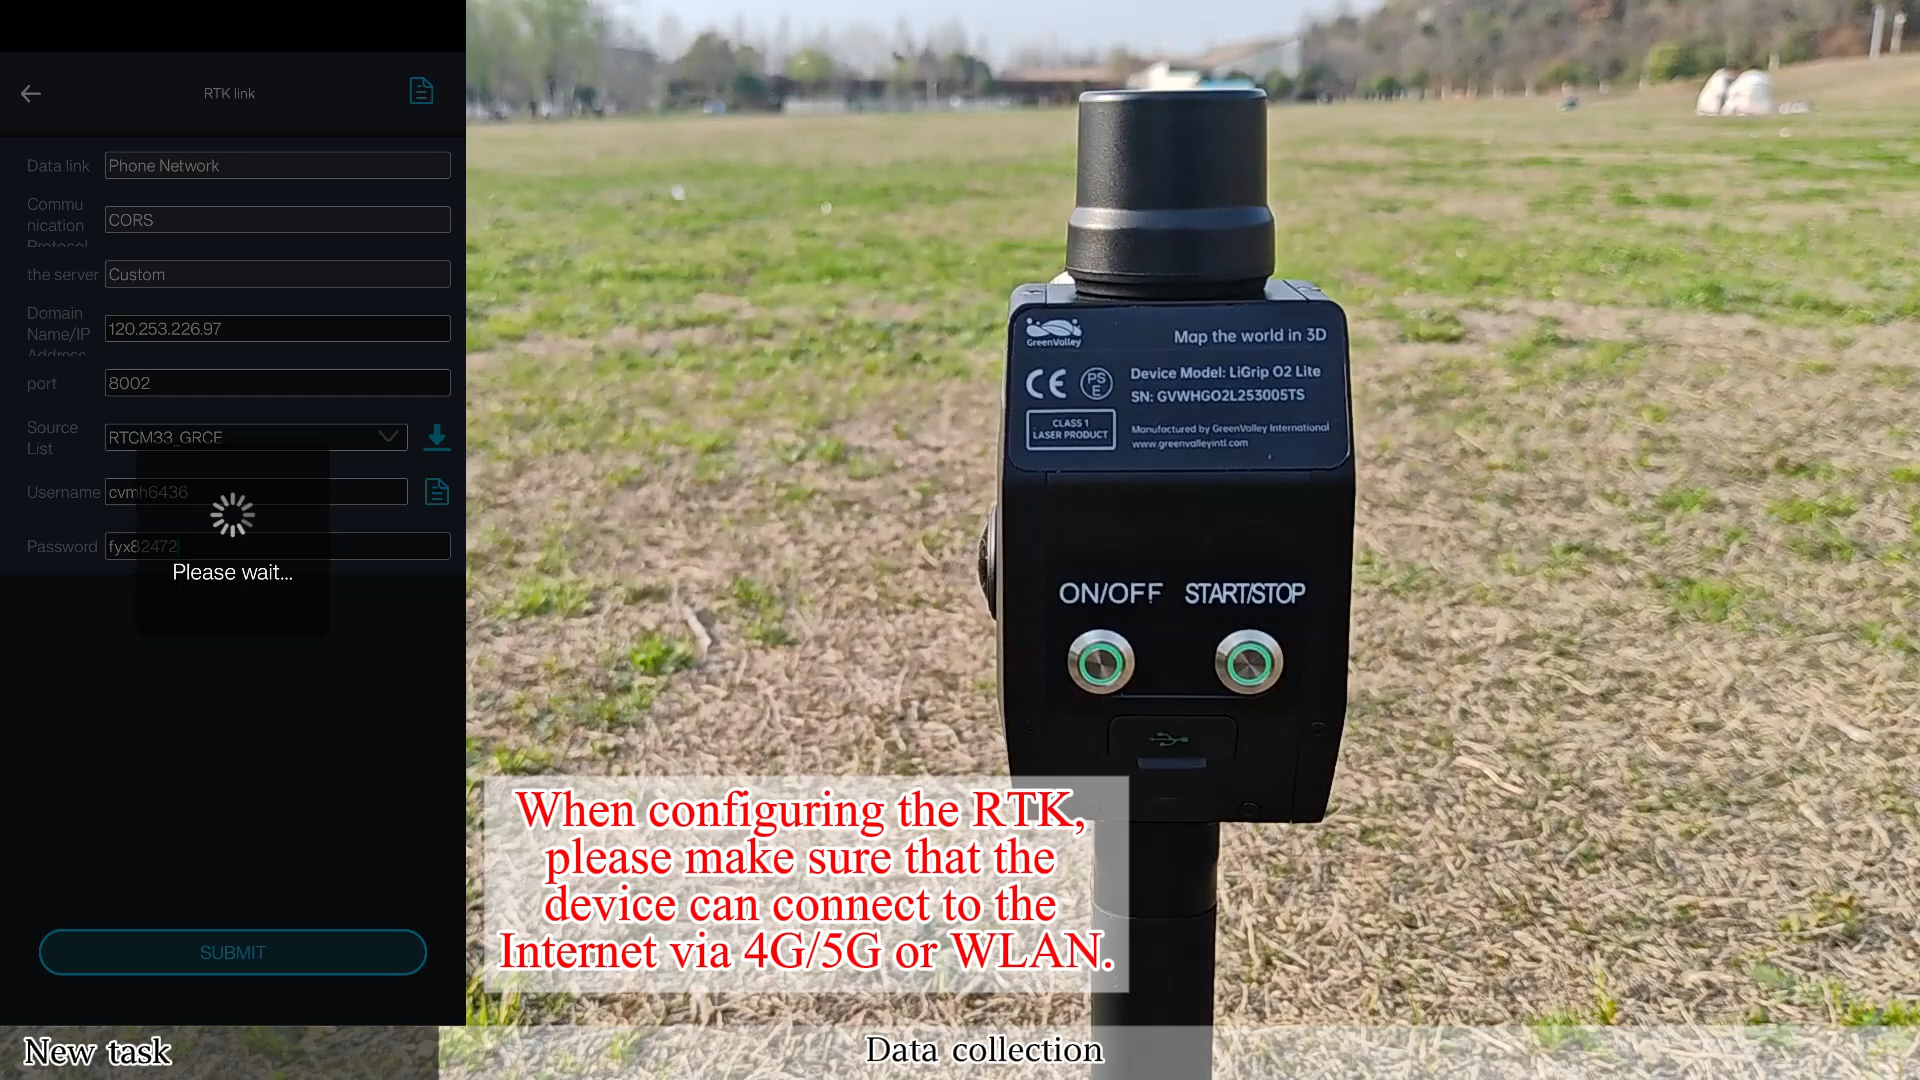 RTK link
Data link
Phone Network
Commu
nication
Protocol
CORS
the server
Custom
Domain
Name/IP
Address
120.253.226.97
port
8002
Source
List
RTCM33_GRCE
Username
cvmh6436
Password
fyx82472
Please wait...
SUBMIT
GreenValley
Map the world in 3D
CE
PS
E
Device Model: LiGrip O2 Lite
SN: GVWHGO2L253005TS
CLASS 1
LASER PRODUCT
Manufactured by GreenValley International
www.greenvalleyintl.com
ON/OFF
START/STOP
When configuring the RTK,
please make sure that the
device can connect to the
Internet via 4G/5G or WLAN.
New task
Data collection